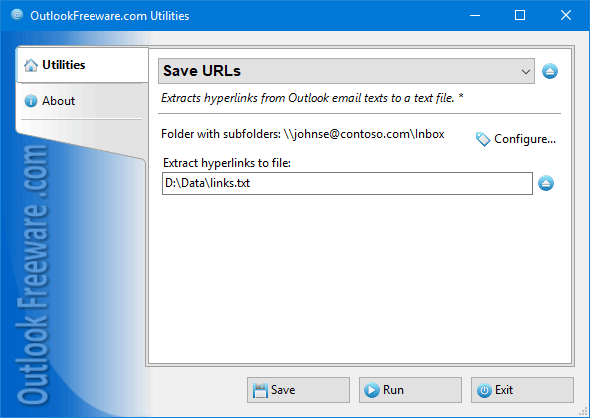 OutlookFreeware.com Utilities
Utilities
About
Save URLs
Extracts hyperlinks from Outlook email texts to a text file. *
Folder with subfolders: \\johnse@contoso.com\Inbox
Configure...
Extract hyperlinks to file:
D:\Data\links.txt
Outlook Freeware .com
Save
Run
Exit